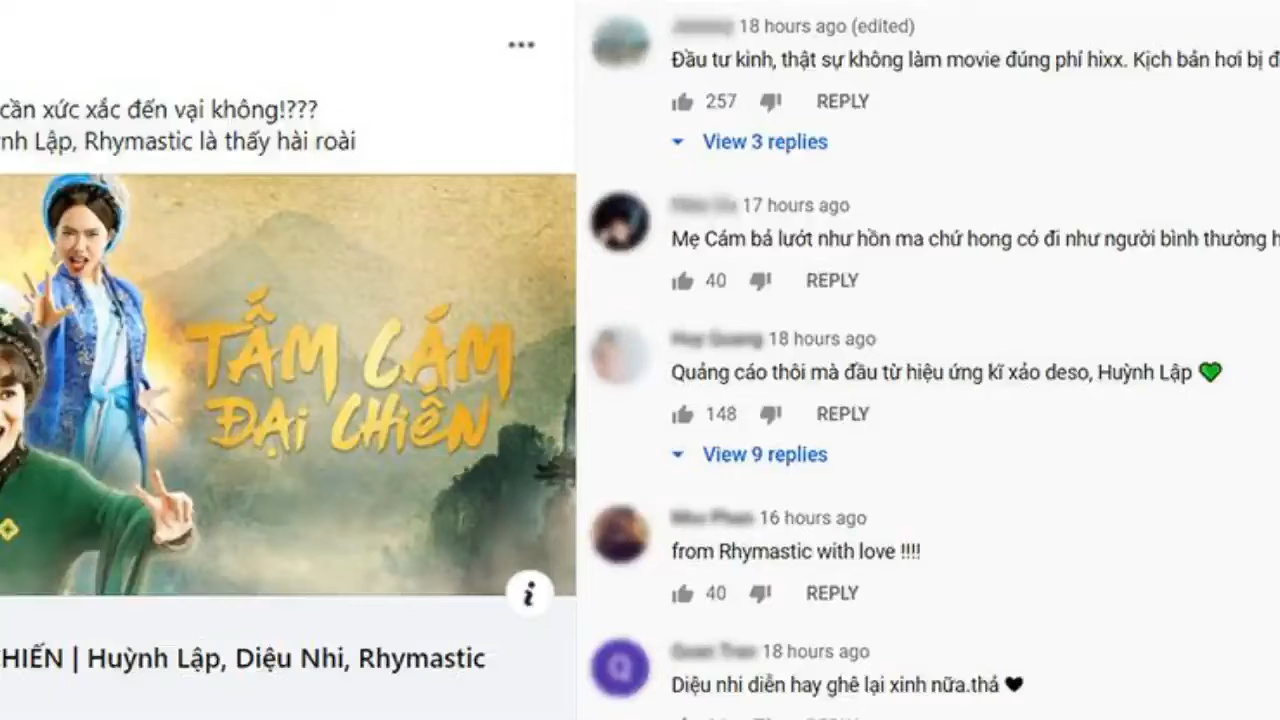 cần xức xắc đến vại không!???
nh Lập, Rhymastic là thấy hài roài
TẤM CÁM
ĐẠI CHIẾN
HIẾN | Huỳnh Lập, Diệu Nhi, Rhymastic
18 hours ago (edited)
Đầu tư kinh, thật sự không làm movie đúng phí hixx. Kịch bản hơi bị đ
257 REPLY
View 3 replies
17 hours ago
Mẹ Cám bả lướt như hồn ma chứ hong có đi như người bình thường h
40 REPLY
18 hours ago
Quảng cáo thôi mà đầu từ hiệu ứng kĩ xảo deso, Huỳnh Lập 💚
148 REPLY
View 9 replies
16 hours ago
from Rhymastic with love !!!!
40 REPLY
Q
18 hours ago
Diệu nhi diễn hay ghê lại xinh nữa.thả 🖤